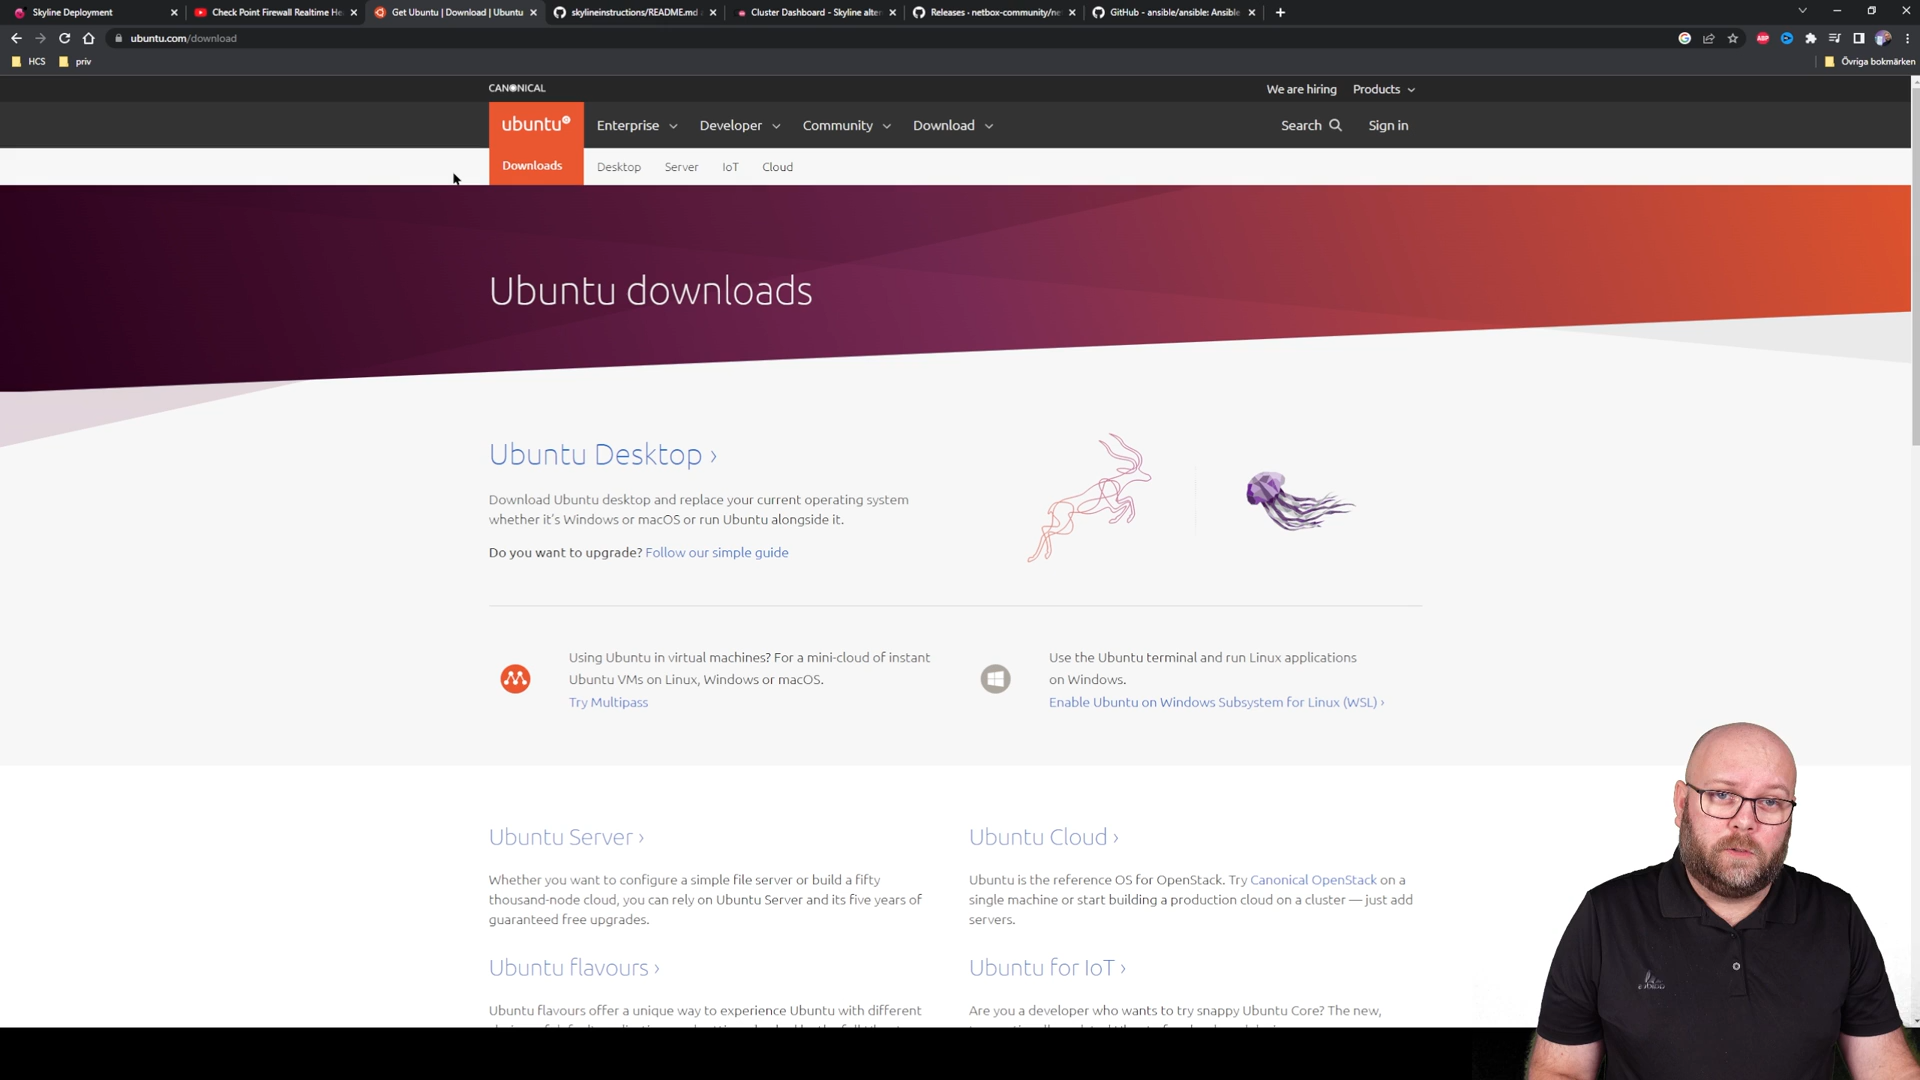 Skyline Deployment
Check Point Firewall Realtime He
Get Ubuntu | Download | Ubuntu
skylineinstructions/README.md
Cluster Dashboard - Skyline alter
Releases · netbox-community/ne
GitHub - ansible/ansible: Ansible
ubuntu.com/download
ABP
HCS
priv
Övriga bokmärken
CANONICAL
We are hiring
Products
ubuntu
Enterprise
Developer
Community
Download
Search
Sign in
Downloads
Desktop
Server
IoT
Cloud
Ubuntu downloads
Ubuntu Desktop ›
Download Ubuntu desktop and replace your current operating system
whether it's Windows or macOS or run Ubuntu alongside it.
Do you want to upgrade? Follow our simple guide
Using Ubuntu in virtual machines? For a mini-cloud of instant
Ubuntu VMs on Linux, Windows or macOS.
Try Multipass
Use the Ubuntu terminal and run Linux applications
on Windows.
Enable Ubuntu on Windows Subsystem for Linux (WSL) ›
Ubuntu Server ›
Whether you want to configure a simple file server or build a fifty
thousand-node cloud, you can rely on Ubuntu Server and its five years of
guaranteed free upgrades.
Ubuntu Cloud ›
Ubuntu is the reference OS for OpenStack. Try Canonical OpenStack on a
single machine or start building a production cloud on a cluster — just add
servers.
Ubuntu flavours ›
Ubuntu flavours offer a unique way to experience Ubuntu with different
Ubuntu for IoT ›
Are you a developer who wants to try snappy Ubuntu Core? The new,